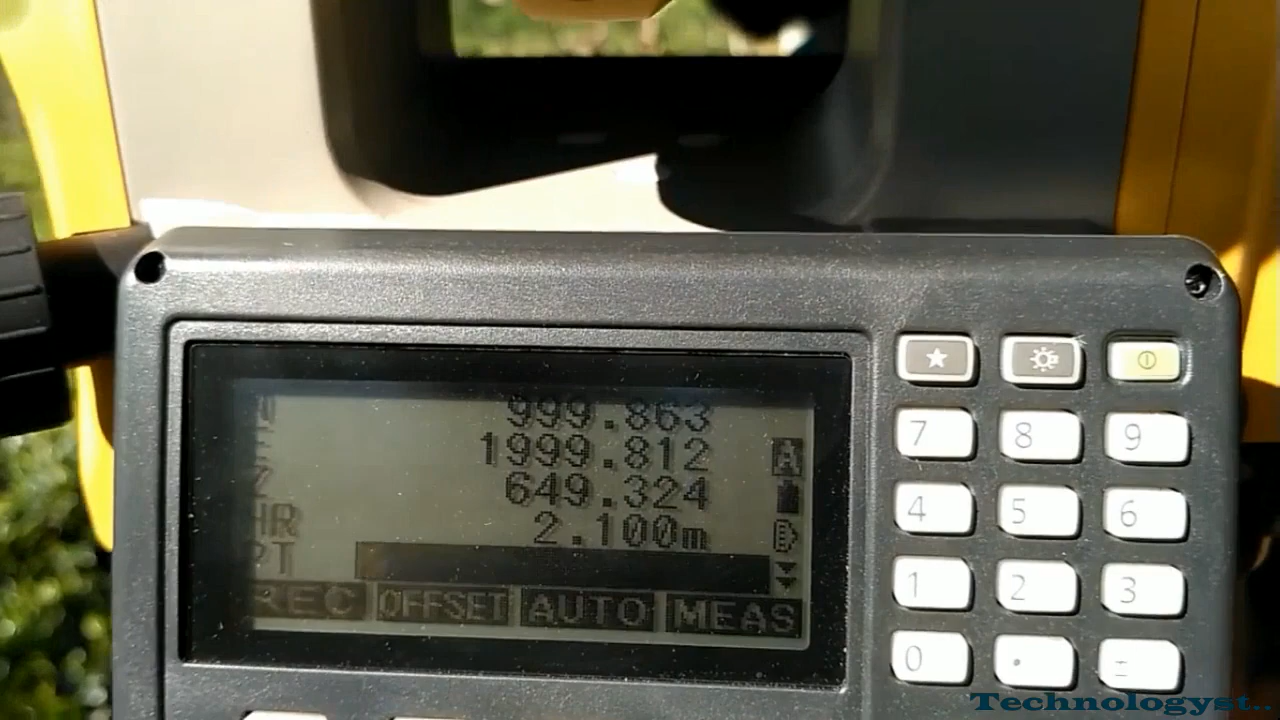 N 999.863
E 1999.812
A
Z 649.324
HR 2.100m
PT
REC OFFSET AUTO MEAS
7 8 9
4 5 6
1 2 3
0 . ±
Technologyst..